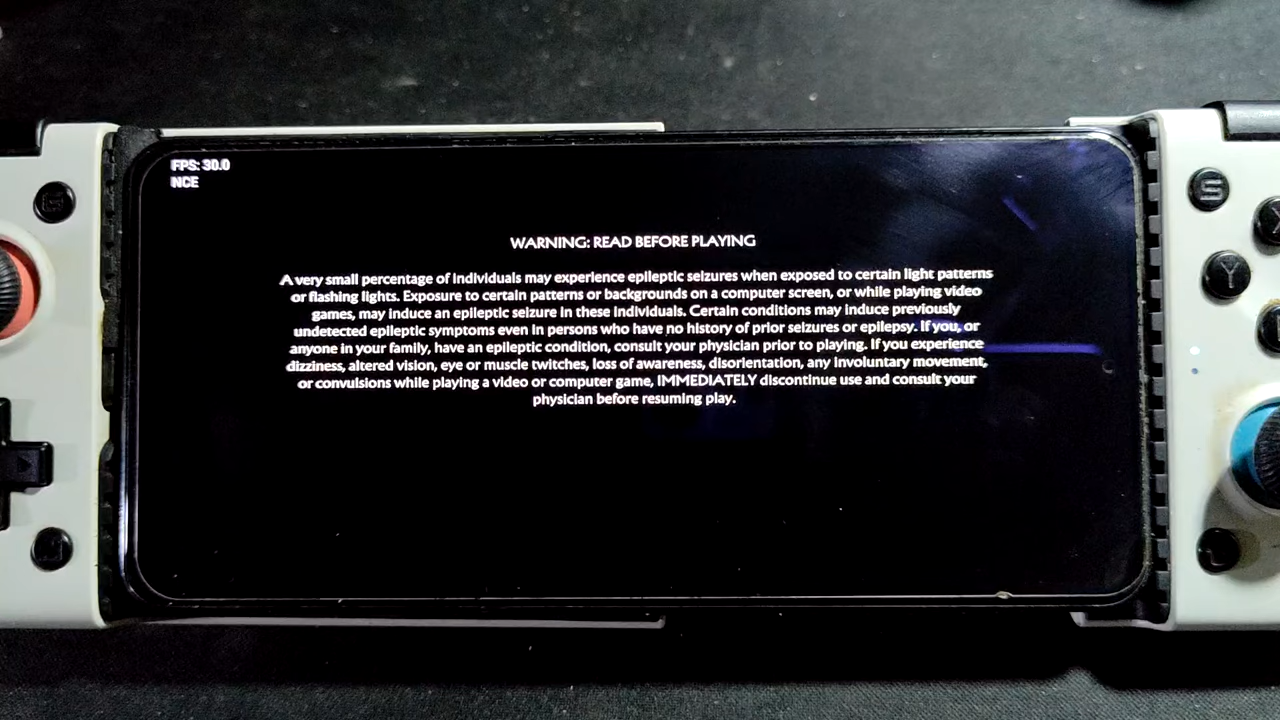 FPS: 30.0
NCE
WARNING: READ BEFORE PLAYING
A very small percentage of individuals may experience epileptic seizures when exposed to certain light patterns
or flashing lights. Exposure to certain patterns or backgrounds on a computer screen, or while playing video
games, may induce an epileptic seizure in these individuals. Certain conditions may induce previously
undetected epileptic symptoms even in persons who have no history of prior seizures or epilepsy. If you, or
anyone in your family, have an epileptic condition, consult your physician prior to playing. If you experience
dizziness, altered vision, eye or muscle twitches, loss of awareness, disorientation, any involuntary movement,
or convulsions while playing a video or computer game, IMMEDIATELY discontinue use and consult your
physician before resuming play.
S
X
Y